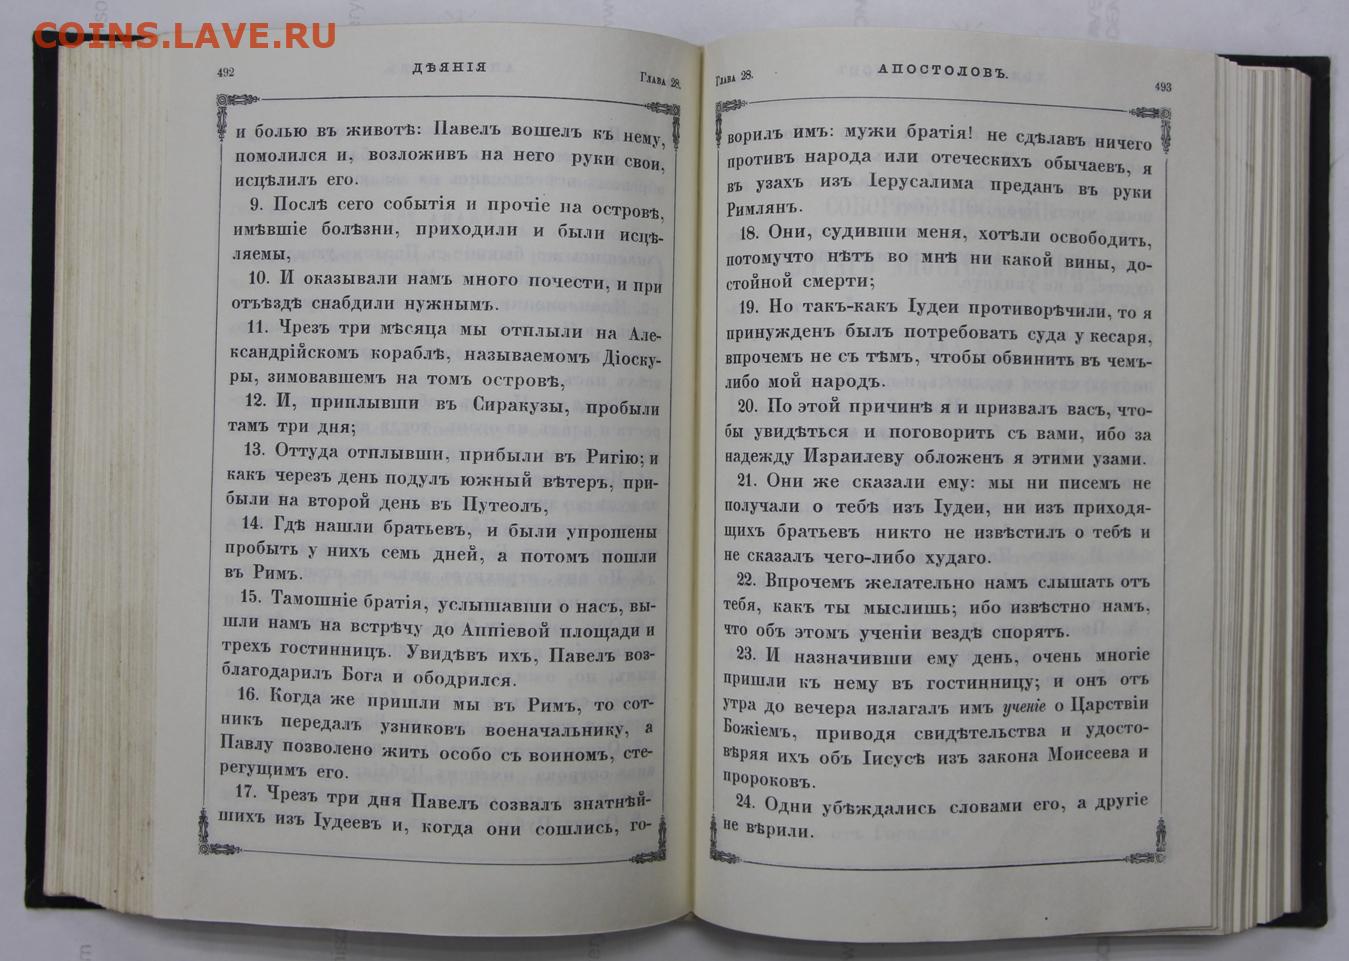 COINS.LAVE.RU
492
ДѢЯНІЯ
Глава 28.
и болью въ животѣ: Павелъ вошелъ къ нему,
помолился и, возложивъ на него руки свои,
исцѣлилъ его.
9. Послѣ сего событія и прочіе на островѣ,
имѣвшіе болѣзни, приходили и были исцѣ-
ляемы,
10. И оказывали намъ много почести, и при
отъѣздѣ снабдили нужнымъ.
11. Чрезъ три мѣсяца мы отплыли на Але-
ксандрійскомъ кораблѣ, называемомъ Діоску-
ры, зимовавшемъ на томъ островѣ,
12. И, приплывши въ Сиракузы, пробыли
тамъ три дня;
13. Оттуда отплывши, прибыли въ Ригію; и
какъ черезъ день подулъ южный вѣтеръ, при-
были на второй день въ Путеолъ,
14. Гдѣ нашли братьевъ, и были упрошены
пробыть у нихъ семь дней, а потомъ пошли
въ Римъ.
15. Тамошніе братія, услышавши о насъ, вы-
шли намъ на встрѣчу до Аппіевой площади и
трехъ гостинницъ. Увидѣвъ ихъ, Павелъ воз-
благодарилъ Бога и ободрился.
16. Когда же пришли мы въ Римъ, то сот-
никъ передалъ узниковъ военачальнику, а
Павлу позволено жить особо съ воиномъ, сте-
регущимъ его.
17. Чрезъ три дня Павелъ созвалъ знатнѣй-
шихъ изъ Іудеевъ и, когда они сошлись, го-
Глава 28.
АПОСТОЛОВЪ.
493
ворилъ имъ: мужи братія! не сдѣлавъ ничего
противъ народа или отеческихъ обычаевъ, я
въ узахъ изъ Іерусалима преданъ въ руки
Римлянъ.
18. Они, судивши меня, хотѣли освободить,
потомучто нѣтъ во мнѣ ни какой вины, до-
стойной смерти;
19. Но такъ-какъ Іудеи противорѣчили, то я
принужденъ былъ потребовать суда у кесаря,
впрочемъ не съ тѣмъ, чтобы обвинить въ чемъ-
либо мой народъ.
20. По этой причинѣ я и призвалъ васъ, что-
бы увидѣться и поговорить съ вами, ибо за
надежду Израилеву обложенъ я этими узами.
21. Они же сказали ему: мы ни писемъ не
получали о тебѣ изъ Іудеи, ни изъ приходя-
щихъ братьевъ никто не извѣстилъ о тебѣ и
не сказалъ чего-либо худаго.
22. Впрочемъ желательно намъ слышать отъ
тебя, какъ ты мыслишь; ибо извѣстно намъ,
что объ этомъ ученіи вездѣ спорятъ.
23. И назначивши ему день, очень многіе
пришли къ нему въ гостинницу; и онъ отъ
утра до вечера излагалъ имъ ученіе о Царствіи
Божіемъ, приводя свидѣтельства и удосто-
вѣряя ихъ объ Іисусѣ изъ закона Моисеева и
пророковъ.
24. Одни убѣждались словами его, а другіе
не вѣрили.